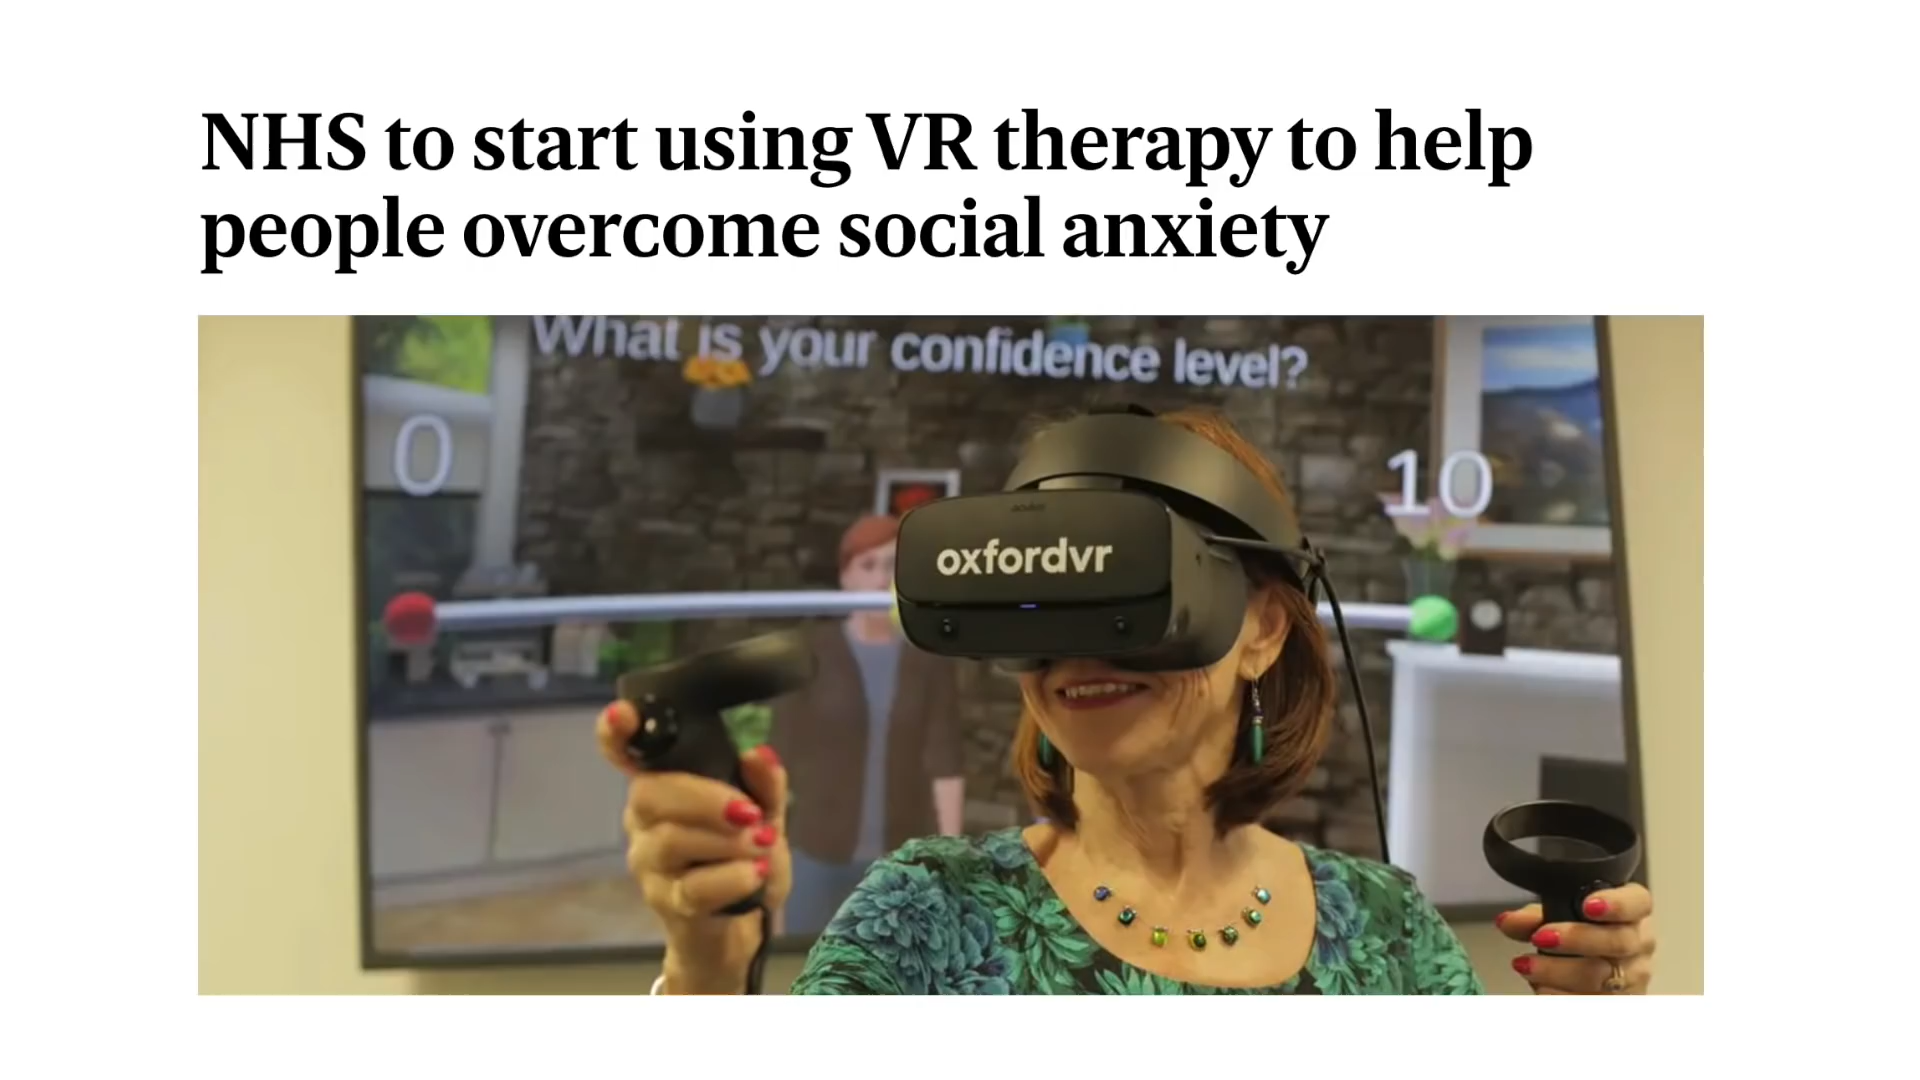 NHS to start using VR therapy to help
people overcome social anxiety
What is your confidence level?
0
10
oculus
oxfordvr